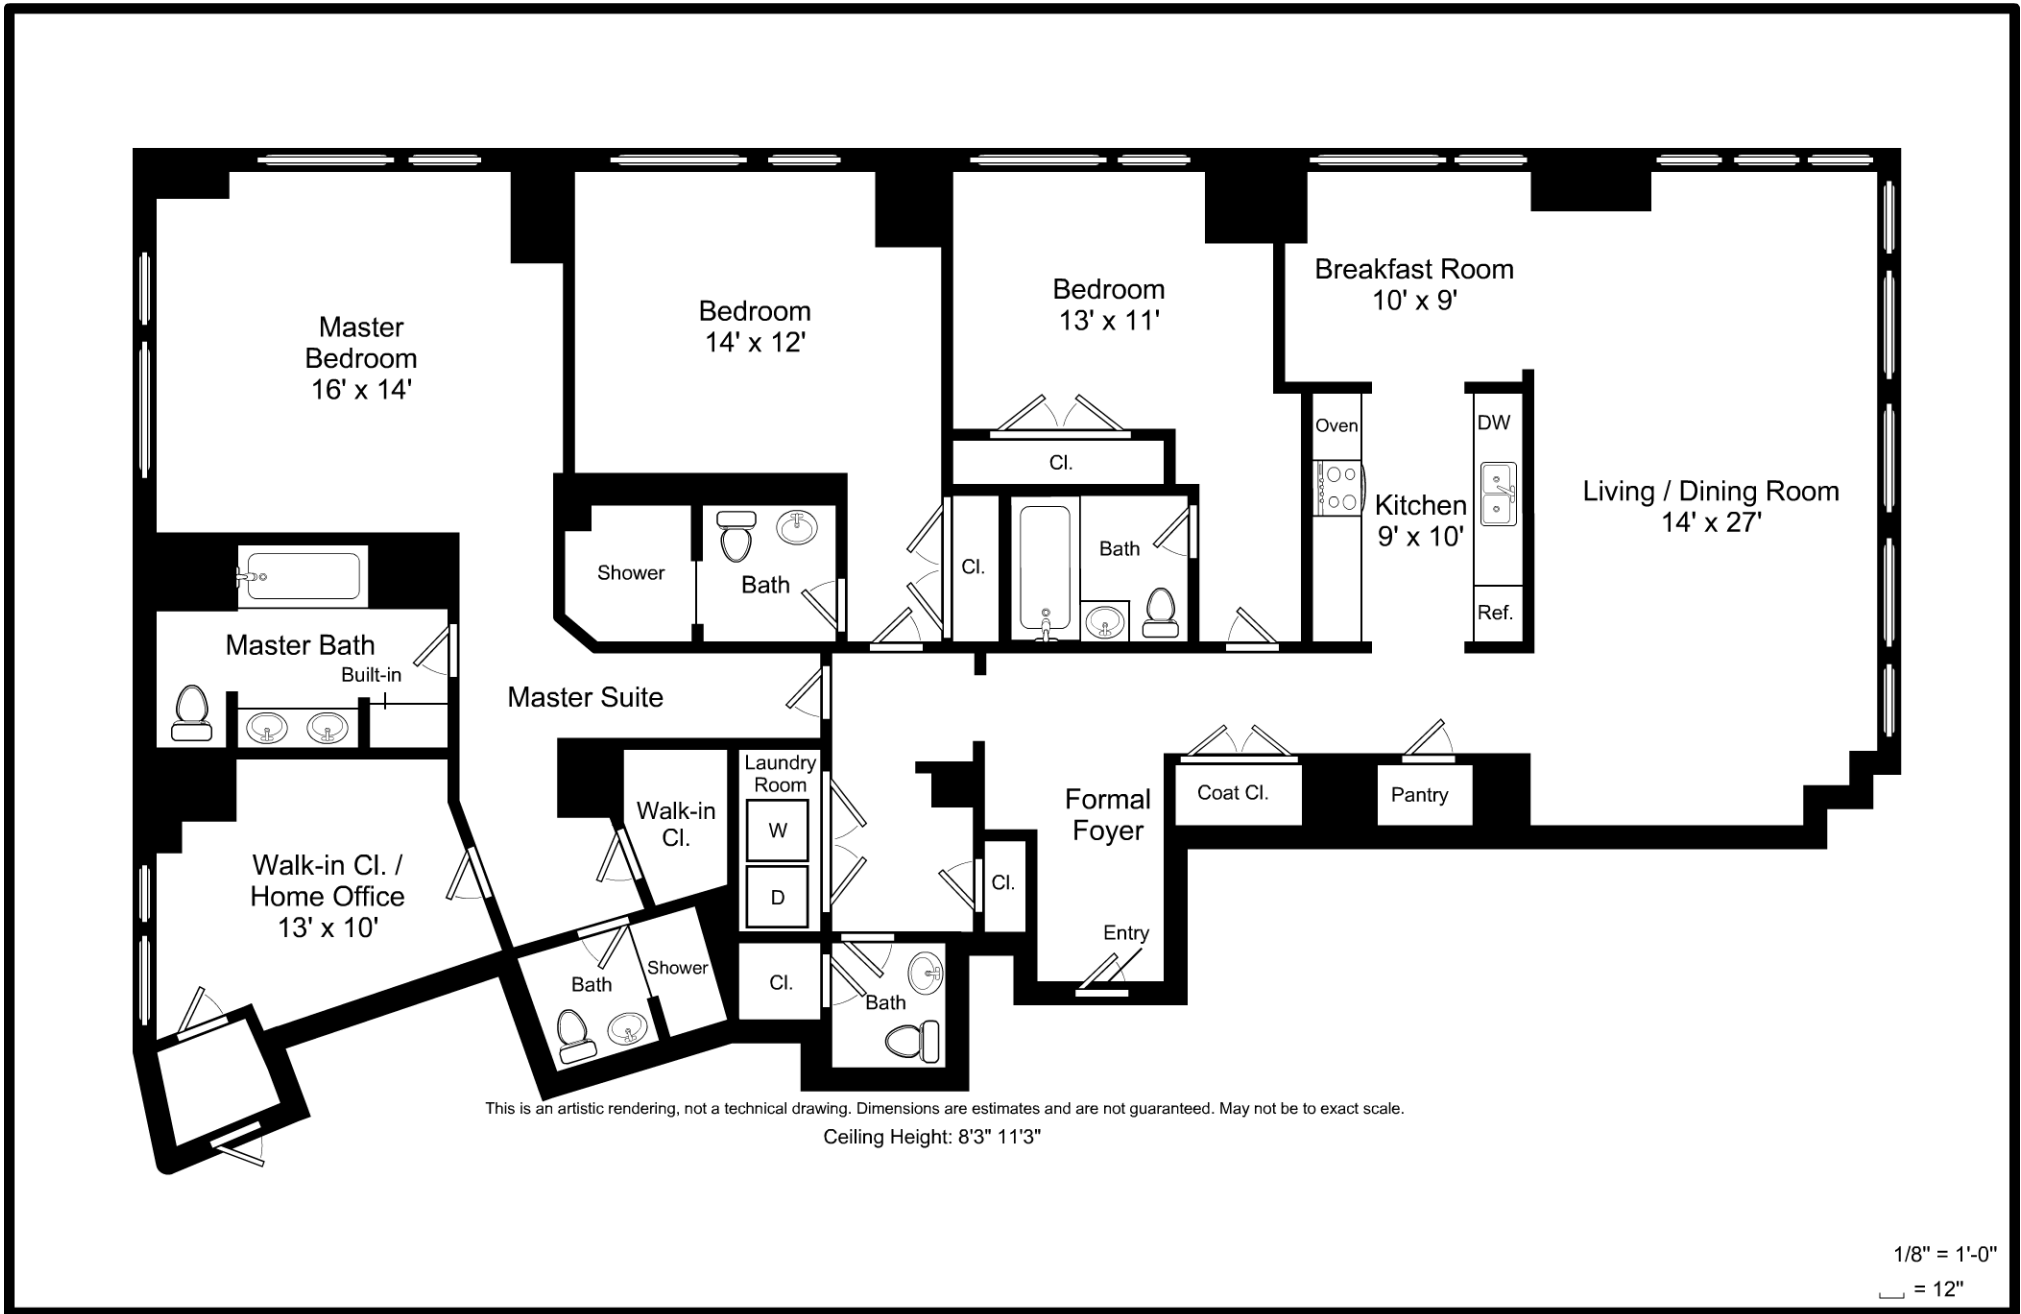 Breakfast Room
10' x 9'
Bedroom
13' x 11'
Bedroom
14' x 12'
Master
Bedroom
16' x 14'
Oven
DW
Cl.
Living / Dining Room
14' x 27'
Kitchen
9' x 10'
Bath
Cl.
Shower
Bath
Ref.
Master Bath
Built-in
Master Suite
Laundry
Room
W
D
Walk-in
Cl.
Formal
Foyer
Coat Cl.
Pantry
Walk-in Cl. /
Home Office
13' x 10'
Cl.
Entry
Shower
Bath
Cl.
Bath
This is an artistic rendering, not a technical drawing. Dimensions are estimates and are not guaranteed. May not be to exact scale.
Ceiling Height: 8'3" 11'3"
1/8" = 1'-0"
= 12"